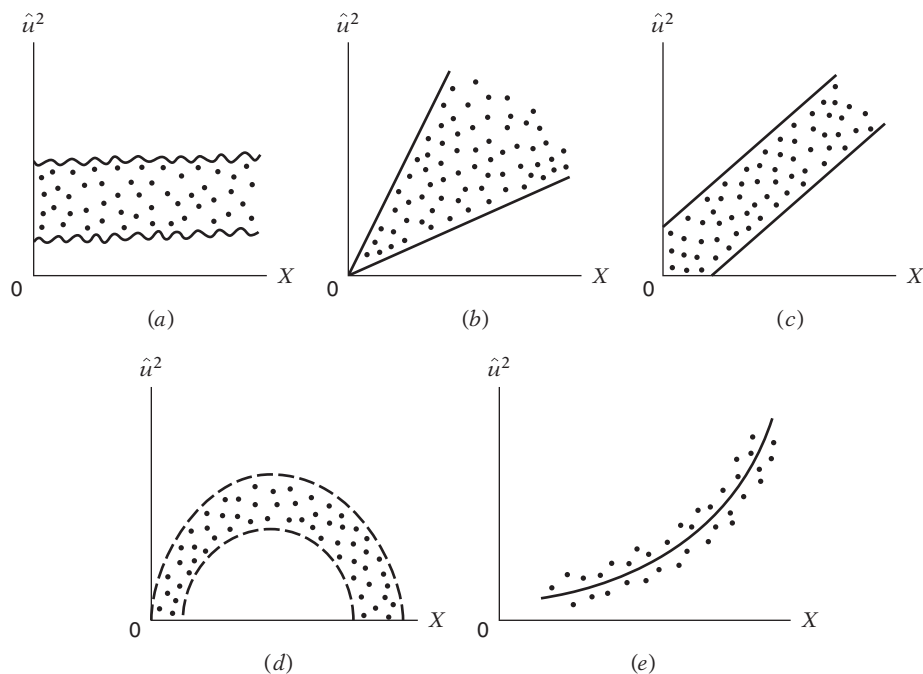 û² û² û²
0 X 0 X 0 X
(a) (b) (c)
û² û²
0 X 0 X
(d) (e)